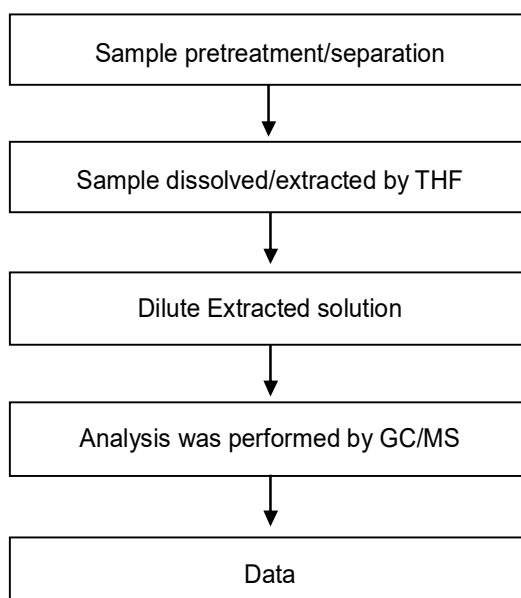 Sample pretreatment/separation
Sample dissolved/extracted by THF
Dilute Extracted solution
Analysis was performed by GC/MS
Data